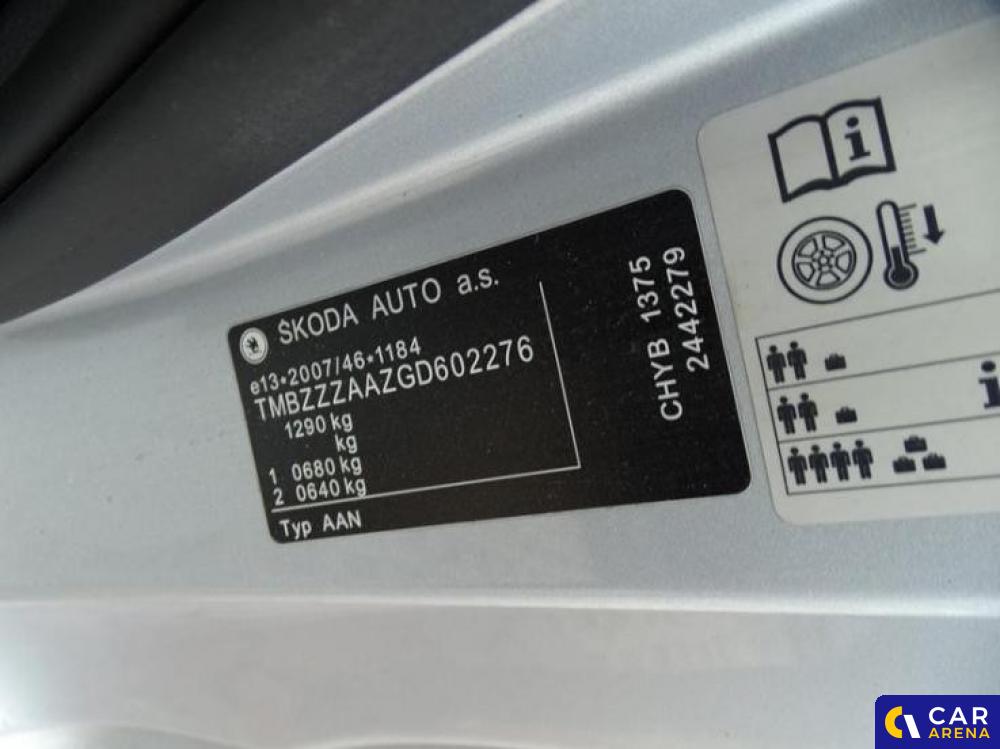 ŠKODA AUTO a.s.
e13*2007/46*1184
TMBZZZAAZGD602276
1290 kg
kg
1 0680 kg
2 0640 kg
Typ AAN
CHYB 1375
2442279
i
i
CAR
ARENA